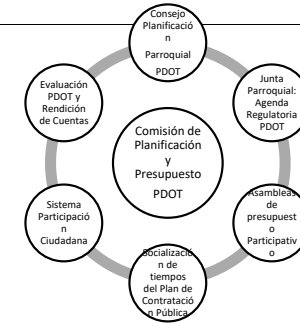 Consejo
Planificació
n
Parroquial
PDOT
Junta
Parroquial:
Agenda
Regulatoria
PDOT
Asambleas
de
presupuest
o
Participativ
o
Socializació
n de
tiempos
del Plan de
Contratació
n Pública
Sistema
Participació
n
Ciudadana
Evaluación
PDOT y
Rendición
de Cuentas
Comisión de
Planificación
y
Presupuesto
PDOT